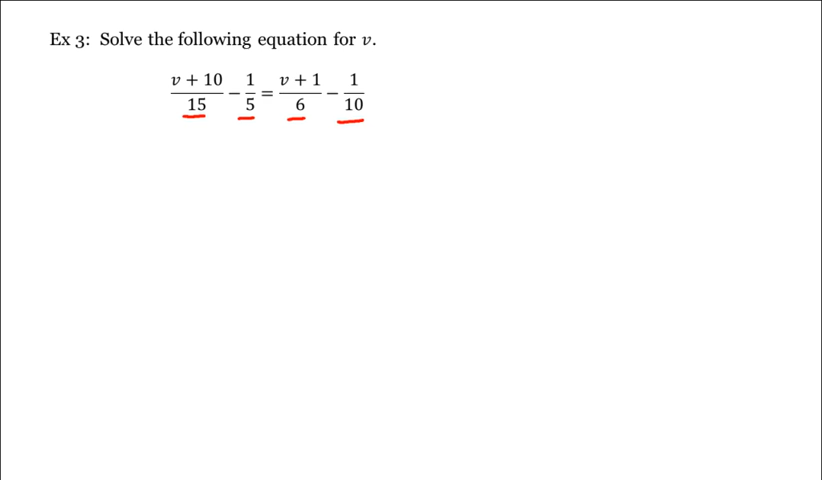 Ex 3: Solve the following equation for v.
(v + 10)/15 − 1/5 = (v + 1)/6 − 1/10